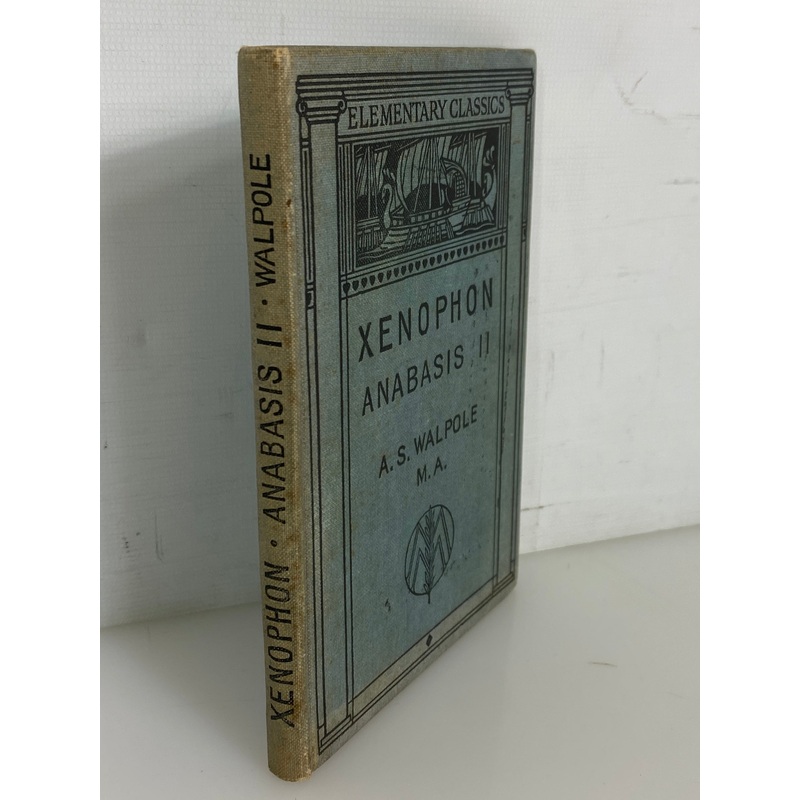 XENOPHON · ANABASIS II · WALPOLE
ELEMENTARY CLASSICS
XENOPHON
ANABASIS II
A. S. WALPOLE
M. A.